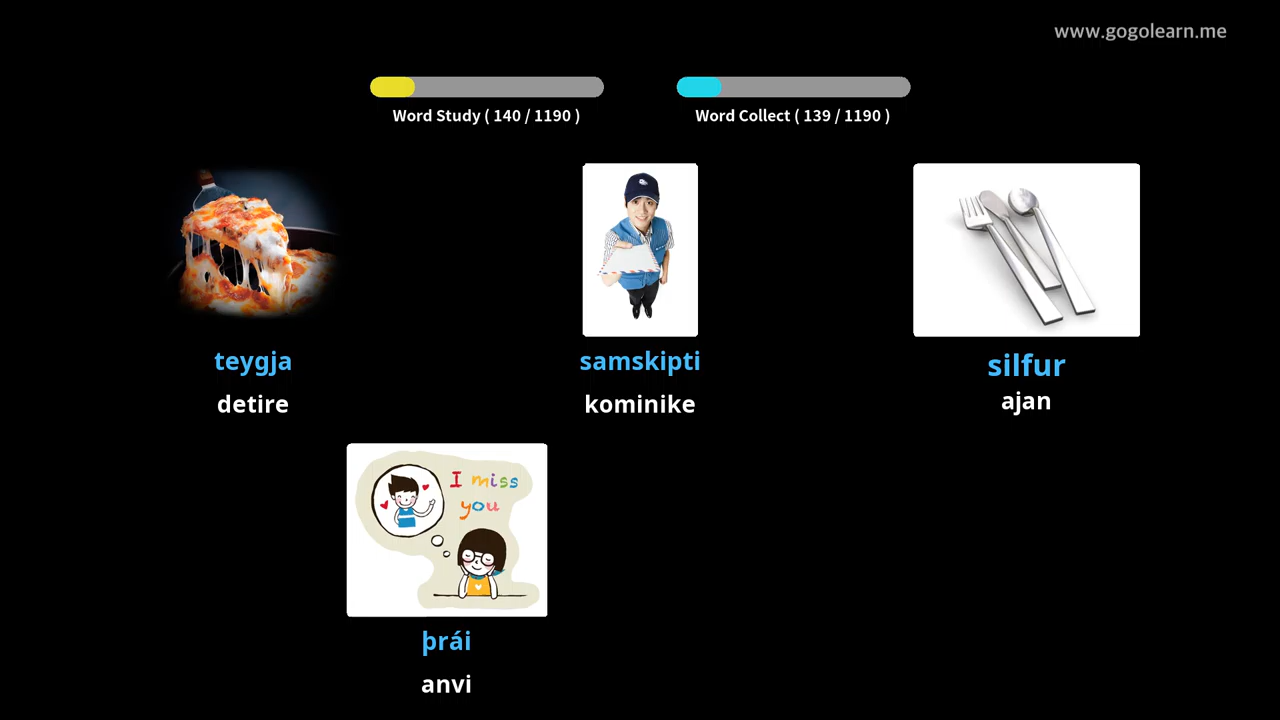 www.gogolearn.me
Word Study ( 140 / 1190 )
Word Collect ( 139 / 1190 )
teygja
detire
samskipti
kominike
silfur
ajan
I miss
you
þrái
anvi